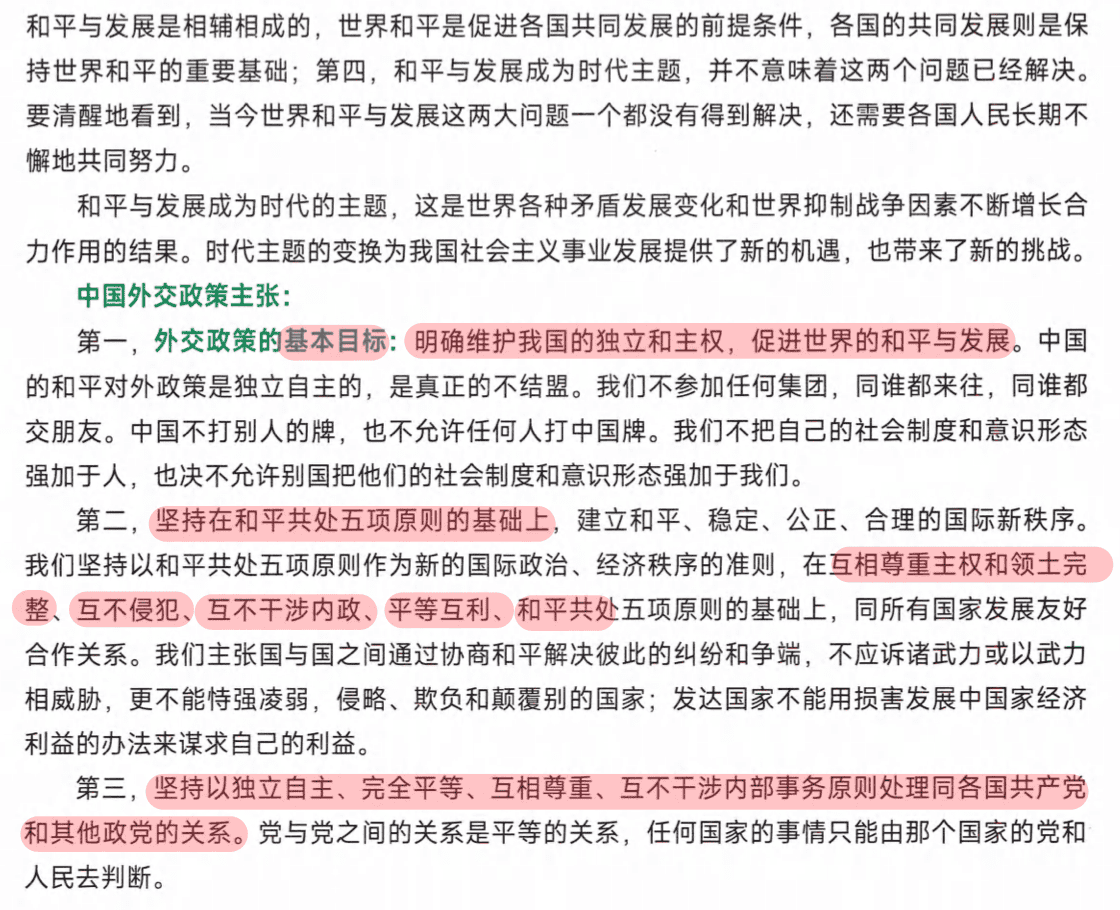 和平与发展是相辅相成的，世界和平是促进各国共同发展的前提条件，各国的共同发展则是保
持世界和平的重要基础；第四，和平与发展成为时代主题，并不意味着这两个问题已经解决。
要清醒地看到，当今世界和平与发展这两大问题一个都没有得到解决，还需要各国人民长期不
懈地共同努力。
和平与发展成为时代的主题，这是世界各种矛盾发展变化和世界抑制战争因素不断增长合
力作用的结果。时代主题的变换为我国社会主义事业发展提供了新的机遇，也带来了新的挑战。
中国外交政策主张：
第一，外交政策的基本目标：明确维护我国的独立和主权，促进世界的和平与发展。中国
的和平对外政策是独立自主的，是真正的不结盟。我们不参加任何集团，同谁都来往，同谁都
交朋友。中国不打别人的牌，也不允许任何人打中国牌。我们不把自己的社会制度和意识形态
强加于人，也决不允许别国把他们的社会制度和意识形态强加于我们。
第二，坚持在和平共处五项原则的基础上，建立和平、稳定、公正、合理的国际新秩序。
我们坚持以和平共处五项原则作为新的国际政治、经济秩序的准则，在互相尊重主权和领土完
整、互不侵犯、互不干涉内政、平等互利、和平共处五项原则的基础上，同所有国家发展友好
合作关系。我们主张国与国之间通过协商和平解决彼此的纠纷和争端，不应诉诸武力或以武力
相威胁，更不能恃强凌弱，侵略、欺负和颠覆别的国家；发达国家不能用损害发展中国家经济
利益的办法来谋求自己的利益。
第三，坚持以独立自主、完全平等、互相尊重、互不干涉内部事务原则处理同各国共产党
和其他政党的关系。党与党之间的关系是平等的关系，任何国家的事情只能由那个国家的党和
人民去判断。